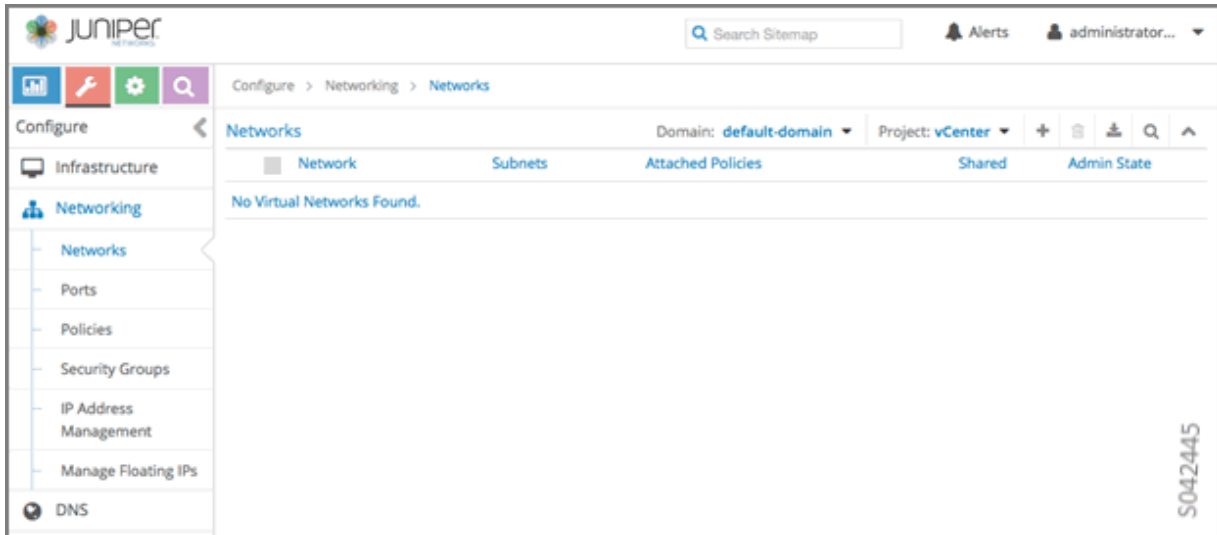 JUNIPER
NETWORKS
Search Sitemap
Alerts
administrator...
Configure > Networking > Networks
Configure
Networks
Domain: default-domain
Project: vCenter
Infrastructure
Network
Subnets
Attached Policies
Shared
Admin State
Networking
No Virtual Networks Found.
Networks
Ports
Policies
Security Groups
IP Address
Management
Manage Floating IPs
DNS
S042445